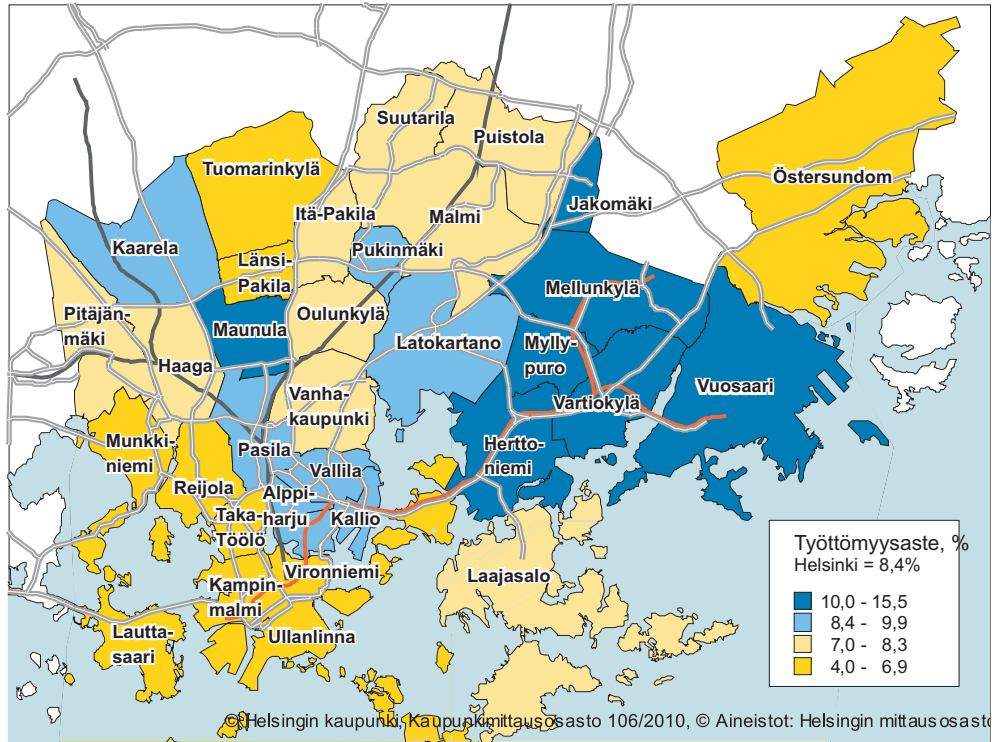 Suutarila
Puistola
Tuomarinkylä
Östersundom
Itä-Pakila
Malmi
Jakomäki
Kaarela
Pukinmäki
Länsi-
Pakila
Mellunkylä
Pitäjän-
mäki
Maunula
Oulunkylä
Latokartano
Mylly-
puro
Haaga
Vuosaari
Vanha-
kaupunki
Vartiokylä
Munkki-
niemi
Pasila
Hertto-
niemi
Vallila
Reijola
Alppi-
harju
Taka-
Töölö
Kallio
Vironniemi
Laajasalo
Kampin-
malmi
Lautta-
saari
Ullanlinna
Työttömyysaste, %
Helsinki = 8,4%
10,0 - 15,5
8,4 - 9,9
7,0 - 8,3
4,0 - 6,9
© Helsingin kaupunki, Kaupunkimittausosasto 106/2010, © Aineistot: Helsingin mittausosasto